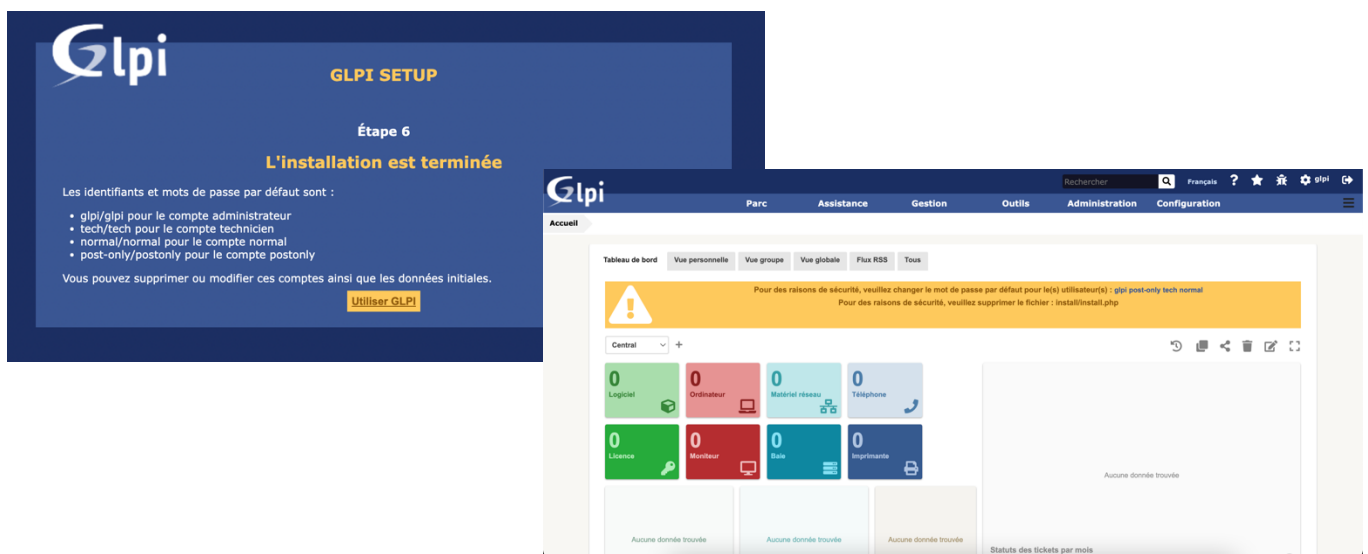 Glpi
GLPI SETUP
Étape 6
L'installation est terminée
Les identifiants et mots de passe par défaut sont :
• glpi/glpi pour le compte administrateur
• tech/tech pour le compte technicien
• normal/normal pour le compte normal
• post-only/postonly pour le compte postonly
Vous pouvez supprimer ou modifier ces comptes ainsi que les données initiales.
Utiliser GLPI
Glpi
Rechercher Français ? glpi
Parc Assistance Gestion Outils Administration Configuration
Accueil
Tableau de bord Vue personnelle Vue groupe Vue globale Flux RSS Tous
Pour des raisons de sécurité, veuillez changer le mot de passe par défaut pour le(s) utilisateur(s) : glpi post-only tech normal
Pour des raisons de sécurité, veuillez supprimer le fichier : install/install.php
Central +
0 0 0 0
Logiciel Ordinateur Matériel réseau Téléphone
0 0 0 0
Licence Moniteur Baie Imprimante
Aucune donnée trouvée
Aucune donnée trouvée Aucune donnée trouvée Aucune donnée trouvée
Statuts des tickets par mois